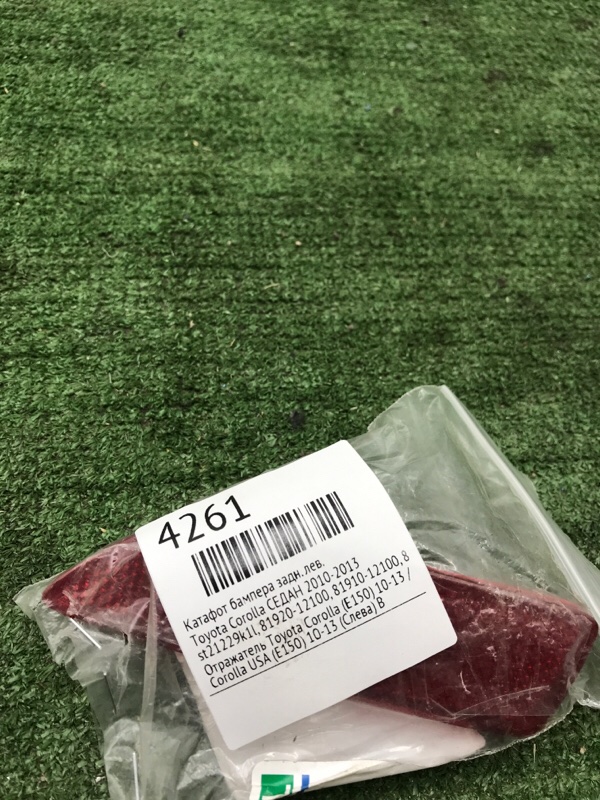 4261
Катафот бампера задн.лев.
Toyota Corolla СЕДАН 2010-2013
st21229k1l, 81920-12100, 81910-12100, 8
Отражатель Toyota Corolla (E150) 10-13 /
Corolla USA (E150) 10-13 (Слева) В